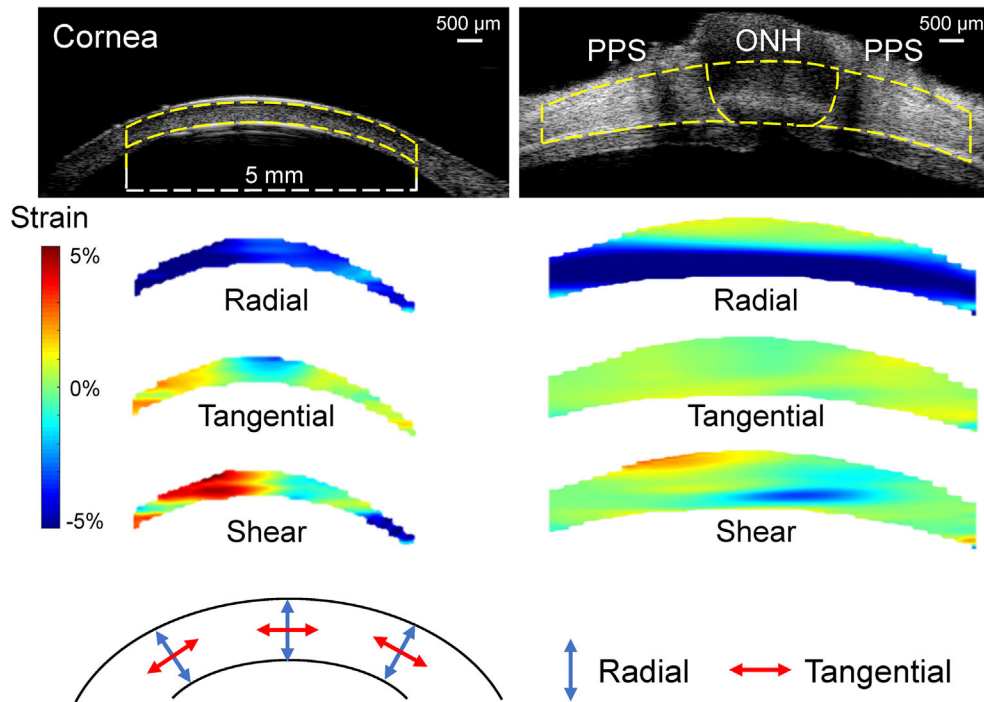 Cornea
500 µm
5 mm
PPS
ONH
PPS
500 µm
Strain
5%
0%
-5%
Radial
Tangential
Shear
Radial
Tangential
Shear
Radial
Tangential